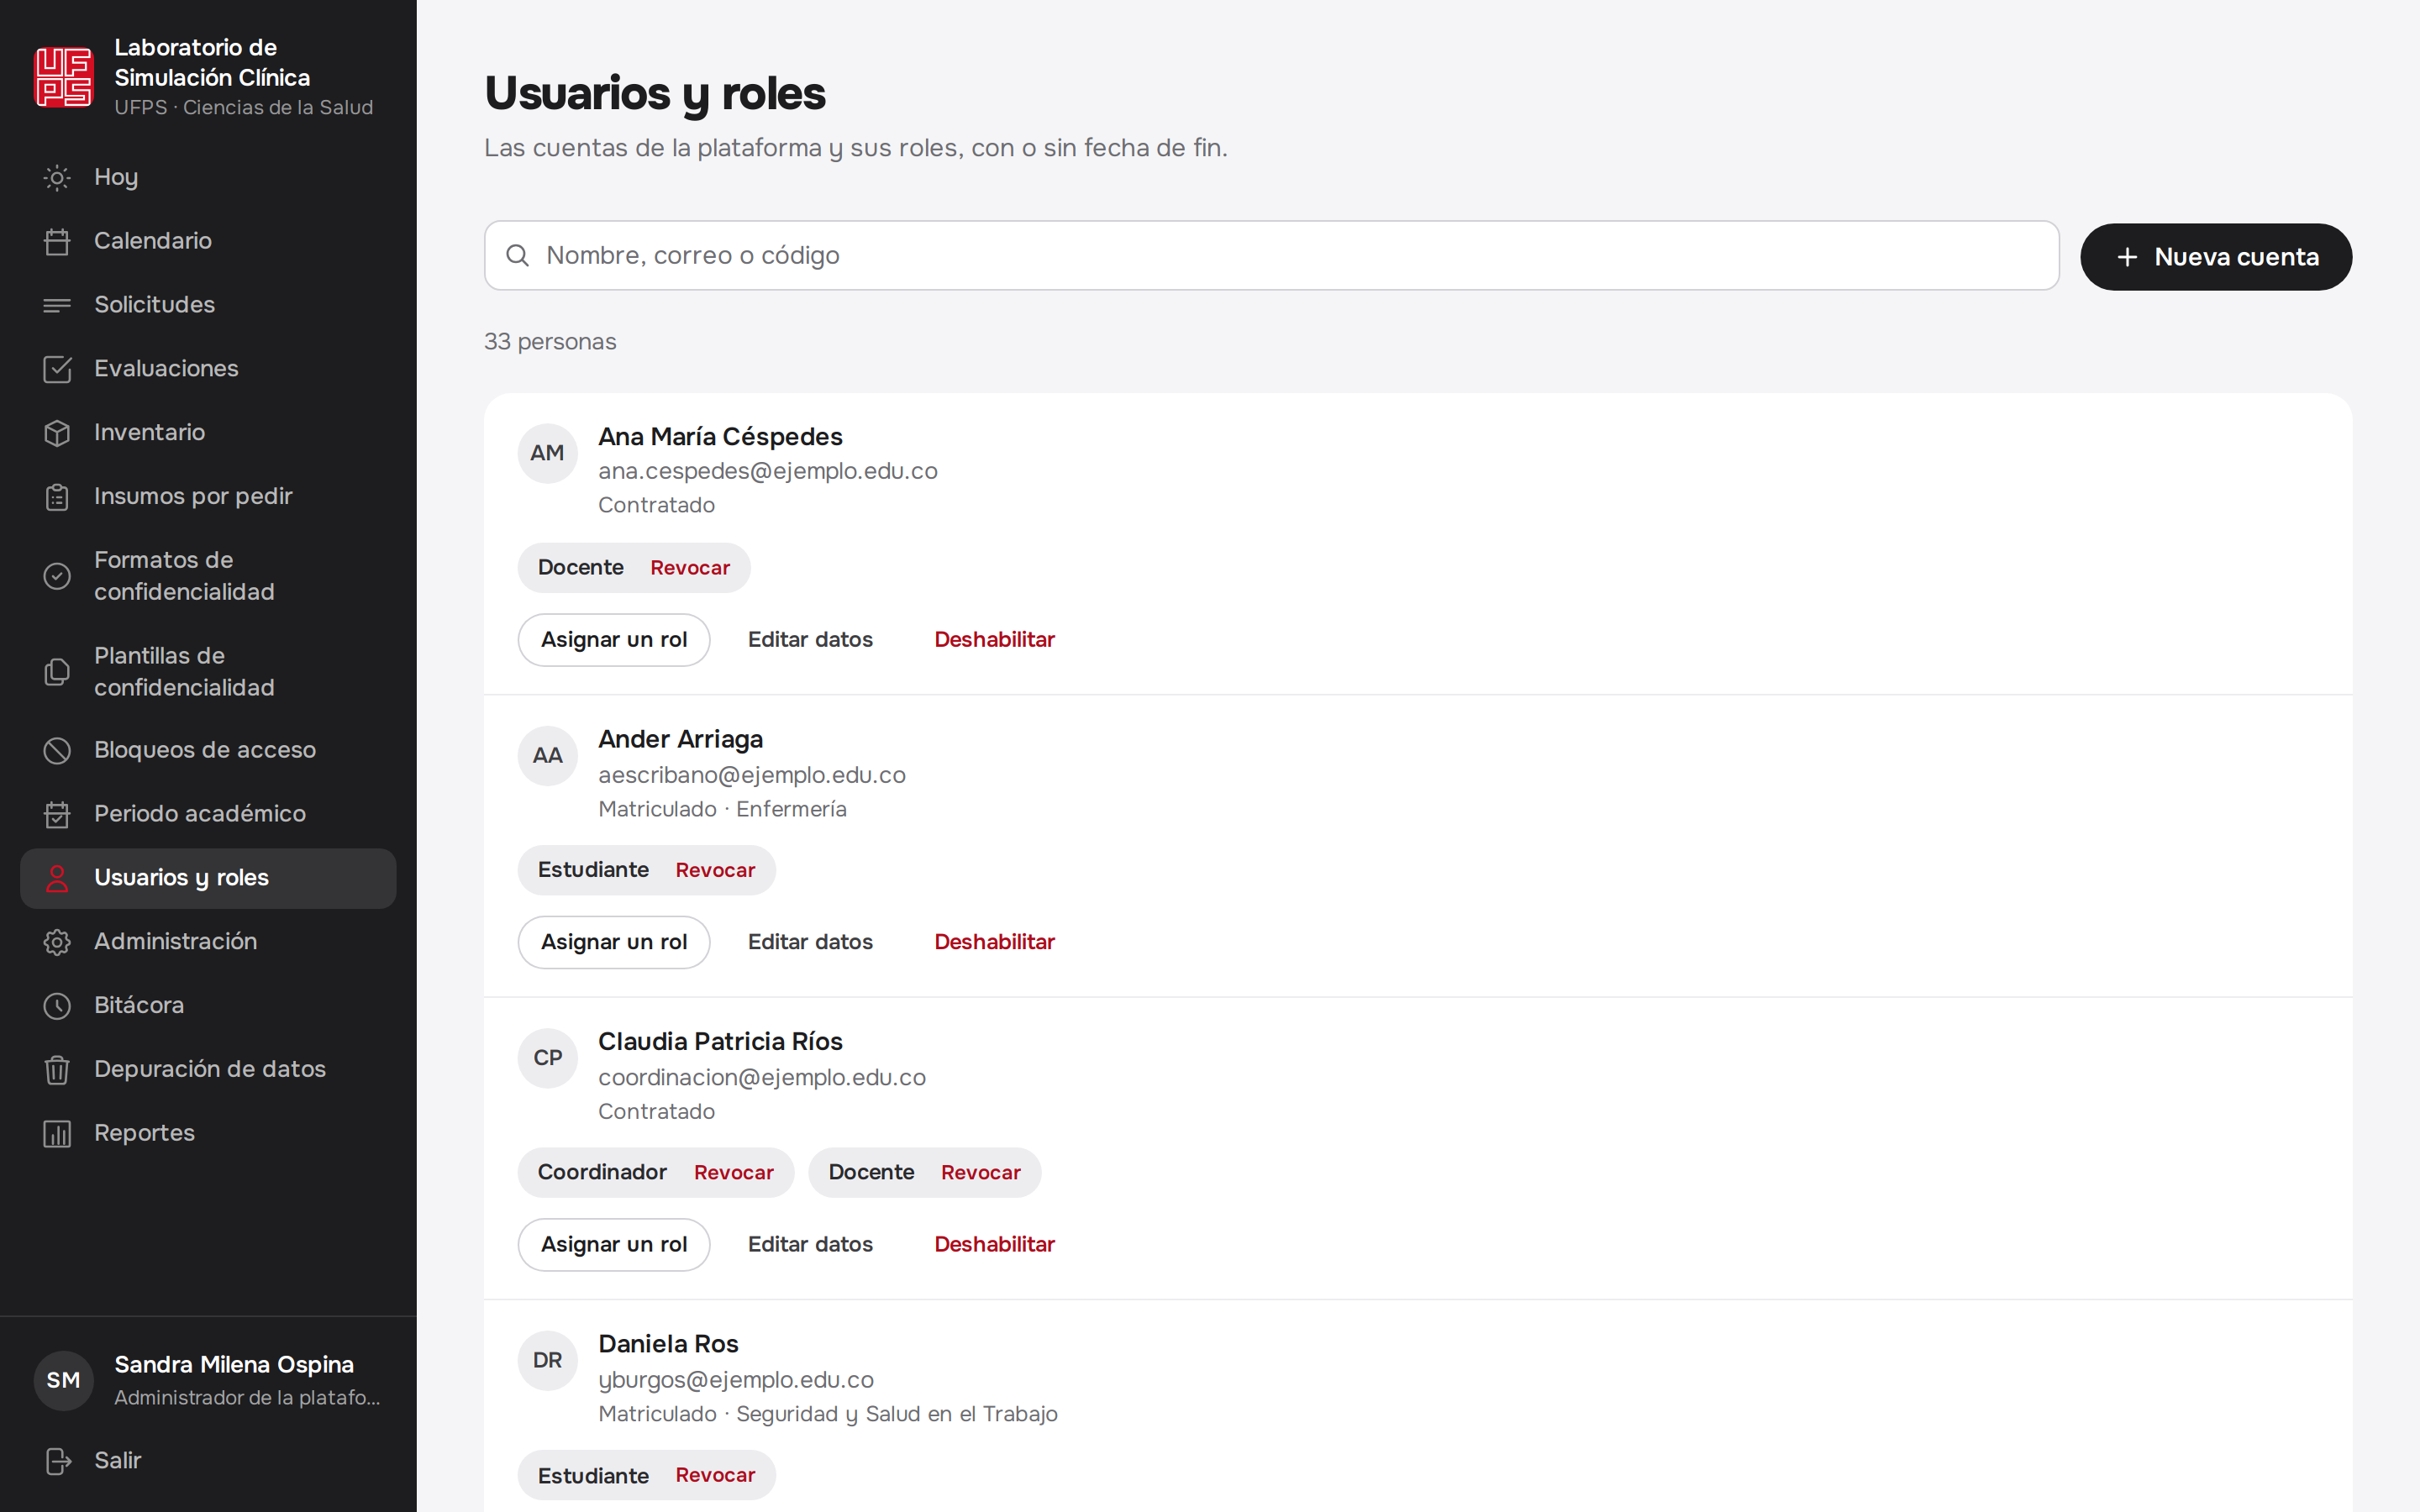 UFPS
Laboratorio de
Simulación Clínica
UFPS · Ciencias de la Salud
Hoy
Calendario
Solicitudes
Evaluaciones
Inventario
Insumos por pedir
Formatos de
confidencialidad
Plantillas de
confidencialidad
Bloqueos de acceso
Periodo académico
Usuarios y roles
Administración
Bitácora
Depuración de datos
Reportes
SM
Sandra Milena Ospina
Administrador de la platafo...
Salir
Usuarios y roles
Las cuentas de la plataforma y sus roles, con o sin fecha de fin.
Nombre, correo o código
Nueva cuenta
33 personas
AM
Ana María Céspedes
ana.cespedes@ejemplo.edu.co
Contratado
Docente Revocar
Asignar un rol Editar datos Deshabilitar
AA
Ander Arriaga
aescribano@ejemplo.edu.co
Matriculado · Enfermería
Estudiante Revocar
Asignar un rol Editar datos Deshabilitar
CP
Claudia Patricia Ríos
coordinacion@ejemplo.edu.co
Contratado
Coordinador Revocar Docente Revocar
Asignar un rol Editar datos Deshabilitar
DR
Daniela Ros
yburgos@ejemplo.edu.co
Matriculado · Seguridad y Salud en el Trabajo
Estudiante Revocar